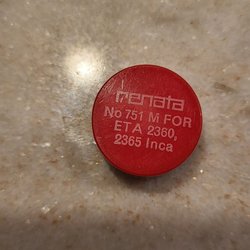 renata
No 751 M FOR
ETA 2360,
2365 Inca